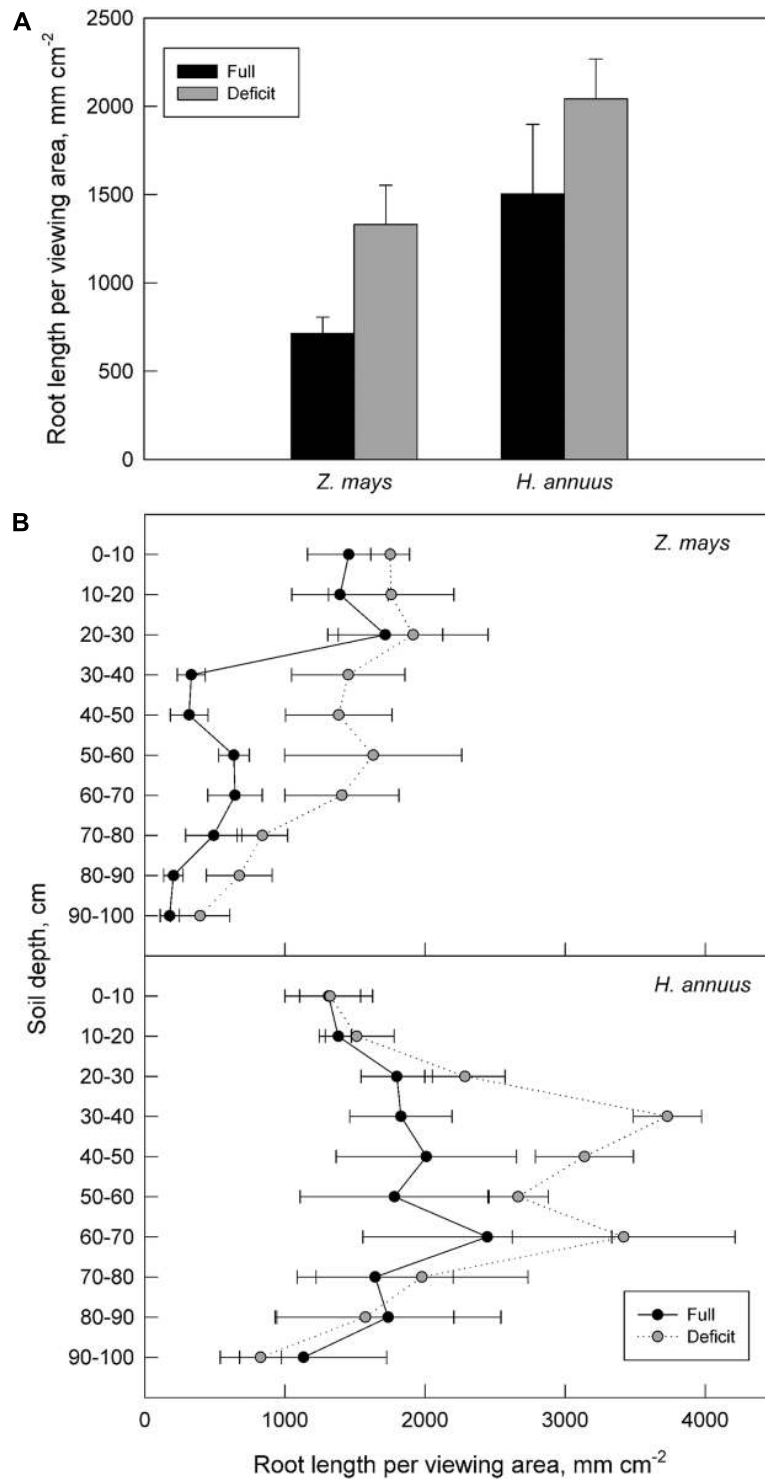 A
Root length per viewing area, mm cm⁻²
2500
2000
1500
1000
500
0
Full
Deficit
Z. mays
H. annuus
B
Soil depth, cm
Z. mays
0-10
10-20
20-30
30-40
40-50
50-60
60-70
70-80
80-90
90-100
H. annuus
0-10
10-20
20-30
30-40
40-50
50-60
60-70
70-80
80-90
90-100
Full
Deficit
0 1000 2000 3000 4000
Root length per viewing area, mm cm⁻²